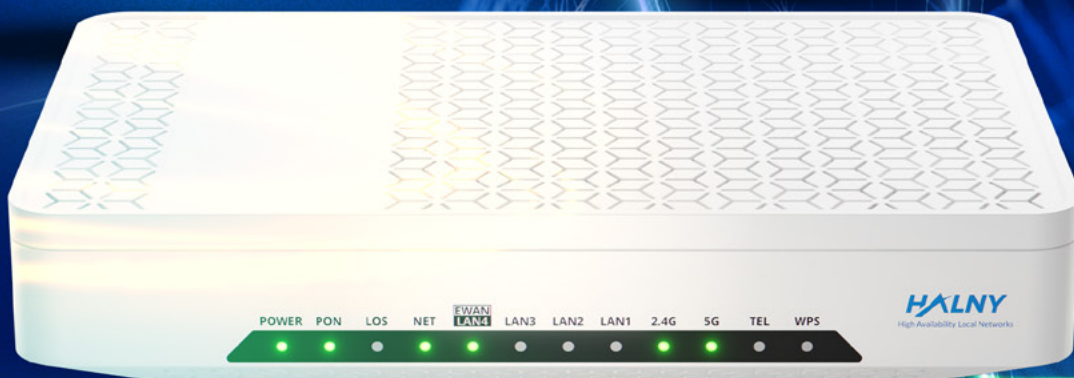 EWAN
POWER PON LOS NET LAN4 LAN3 LAN2 LAN1 2.4G 5G TEL WPS
HALNY
High Availability Local Networks